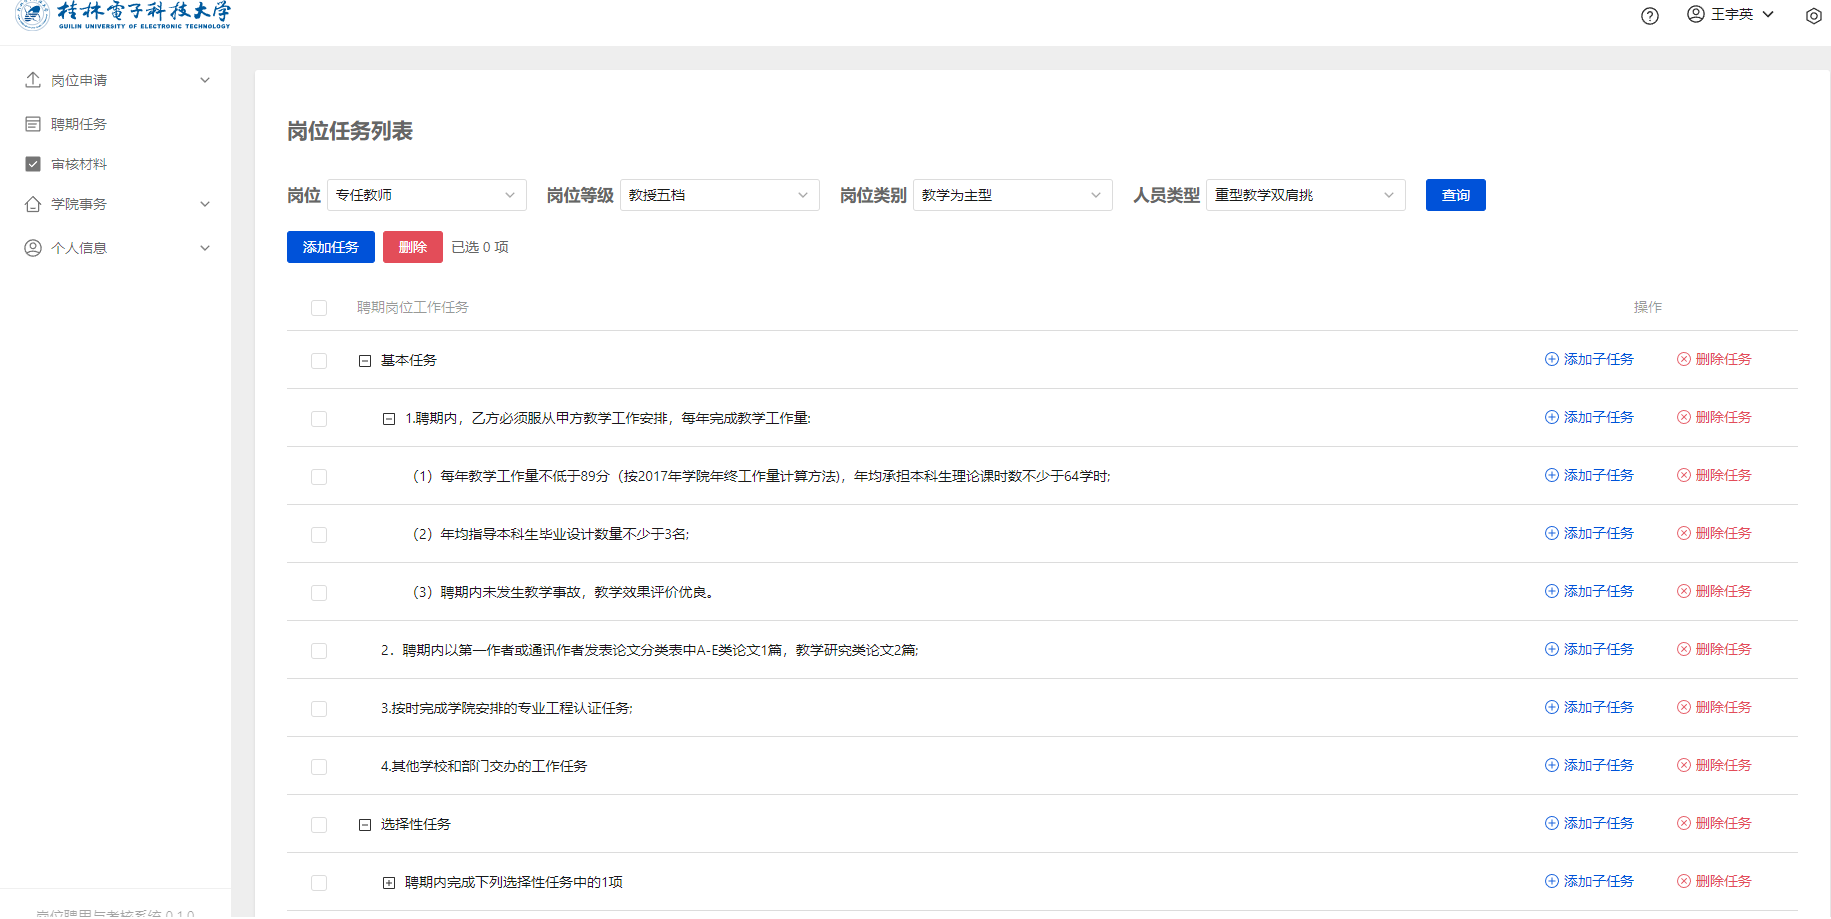 桂林電子科技大学
GUILIN UNIVERSITY OF ELECTRONIC TECHNOLOGY
王宇英
岗位申请
聘期任务
审核材料
学院事务
个人信息
岗位任务列表
岗位 专任教师 岗位等级 教授五档 岗位类别 教学为主型 人员类型 重型教学双肩挑 查询
添加任务 删除 已选 0 项
聘期岗位工作任务 操作
基本任务 添加子任务 删除任务
1.聘期内，乙方必须服从甲方教学工作安排，每年完成教学工作量: 添加子任务 删除任务
（1）每年教学工作量不低于89分（按2017年学院年终工作量计算方法)，年均承担本科生理论课时数不少于64学时; 添加子任务 删除任务
（2）年均指导本科生毕业设计数量不少于3名; 添加子任务 删除任务
（3）聘期内未发生教学事故，教学效果评价优良。 添加子任务 删除任务
2．聘期内以第一作者或通讯作者发表论文分类表中A-E类论文1篇，教学研究类论文2篇; 添加子任务 删除任务
3.按时完成学院安排的专业工程认证任务; 添加子任务 删除任务
4.其他学校和部门交办的工作任务 添加子任务 删除任务
选择性任务 添加子任务 删除任务
聘期内完成下列选择性任务中的1项 添加子任务 删除任务
岗位聘用与考核系统 0.1.0